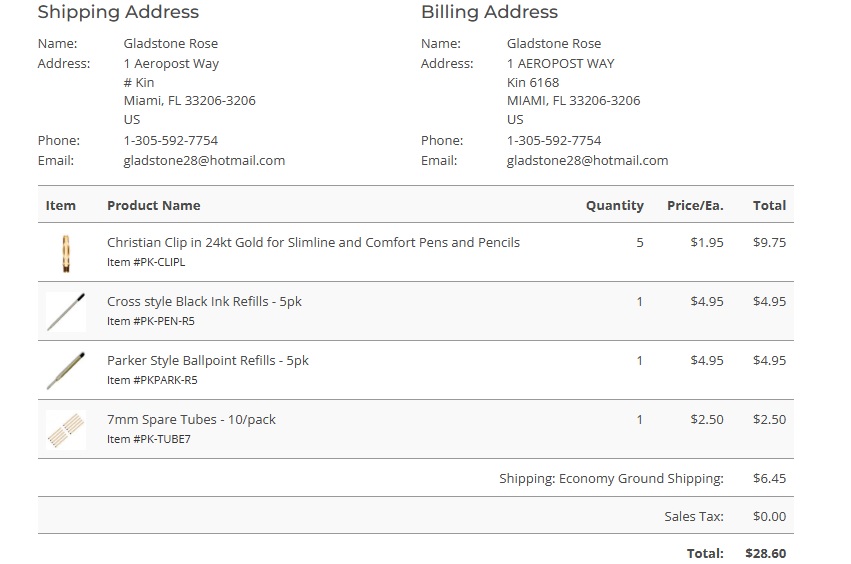 Shipping Address
Name: Gladstone Rose
Address: 1 Aeropost Way
# Kin
Miami, FL 33206-3206
US
Phone: 1-305-592-7754
Email: gladstone28@hotmail.com
Billing Address
Name: Gladstone Rose
Address: 1 AEROPOST WAY
Kin 6168
MIAMI, FL 33206-3206
US
Phone: 1-305-592-7754
Email: gladstone28@hotmail.com
Item Product Name Quantity Price/Ea. Total
Christian Clip in 24kt Gold for Slimline and Comfort Pens and Pencils 5 $1.95 $9.75
Item #PK-CLIPL
Cross style Black Ink Refills - 5pk 1 $4.95 $4.95
Item #PK-PEN-R5
Parker Style Ballpoint Refills - 5pk 1 $4.95 $4.95
Item #PKPARK-R5
7mm Spare Tubes - 10/pack 1 $2.50 $2.50
Item #PK-TUBE7
Shipping: Economy Ground Shipping: $6.45
Sales Tax: $0.00
Total: $28.60